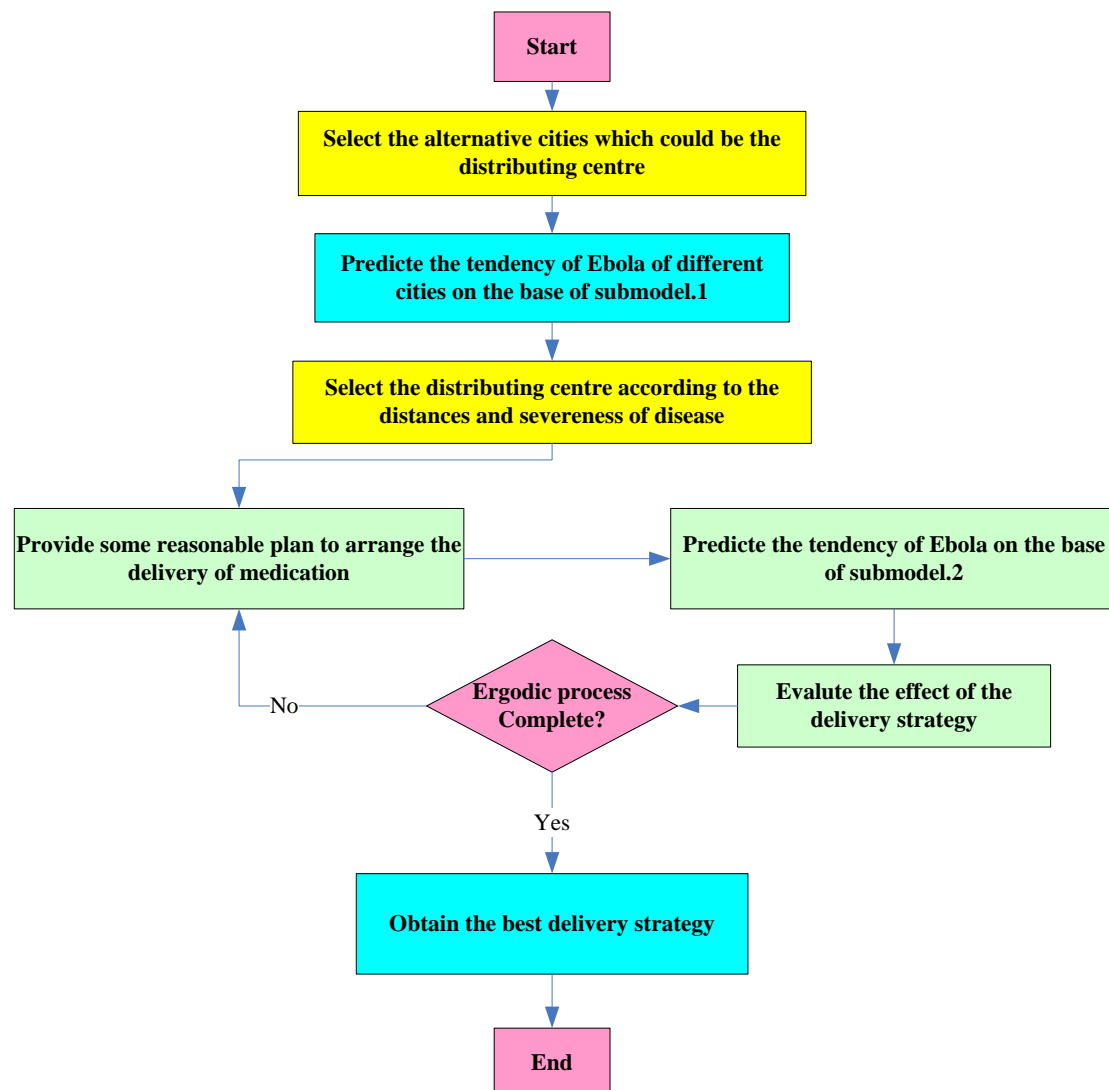 Start
Select the alternative cities which could be the
distributing centre
Predicte the tendency of Ebola of different
cities on the base of submodel.1
Select the distributing centre according to the
distances and severeness of disease
Provide some reasonable plan to arrange the
delivery of medication
Predicte the tendency of Ebola on the base
of submodel.2
Evalute the effect of the
delivery strategy
Ergodic process
Complete?
No
Yes
Obtain the best delivery strategy
End